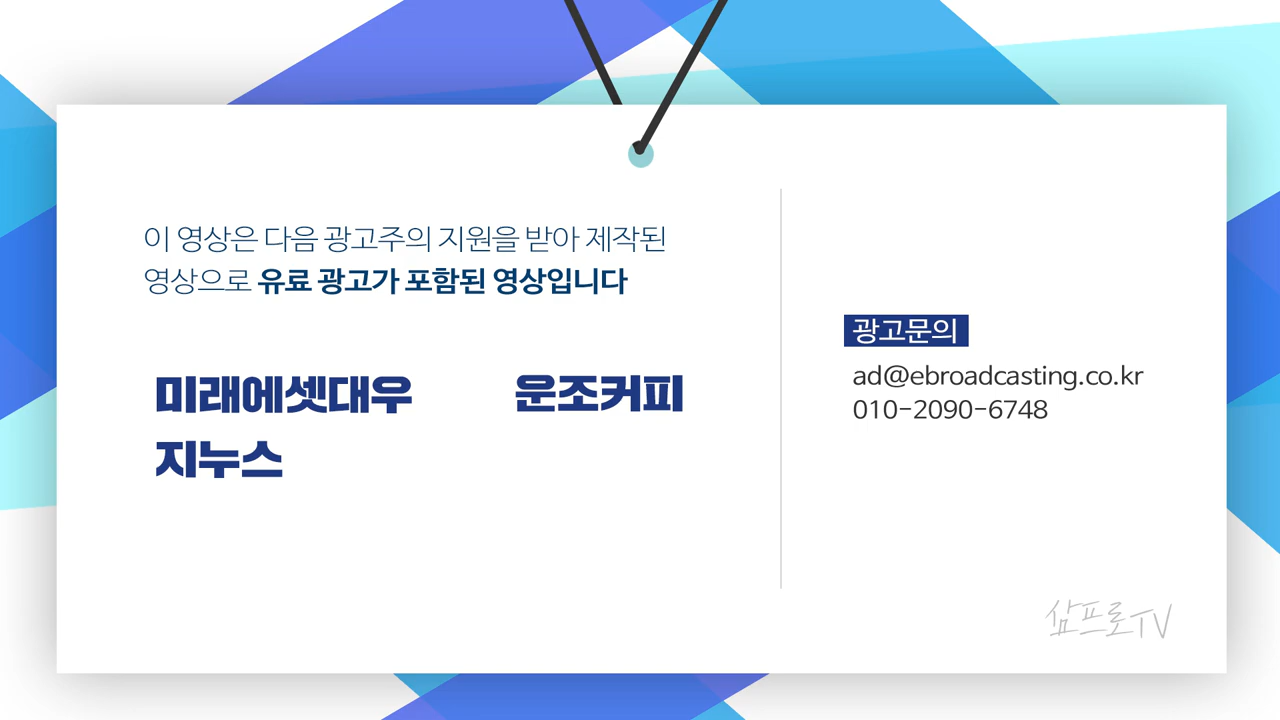 이 영상은 다음 광고주의 지원을 받아 제작된
영상으로 유료 광고가 포함된 영상입니다
미래에셋대우 운조커피
지누스
광고문의
ad@ebroadcasting.co.kr
010-2090-6748
삼프로TV